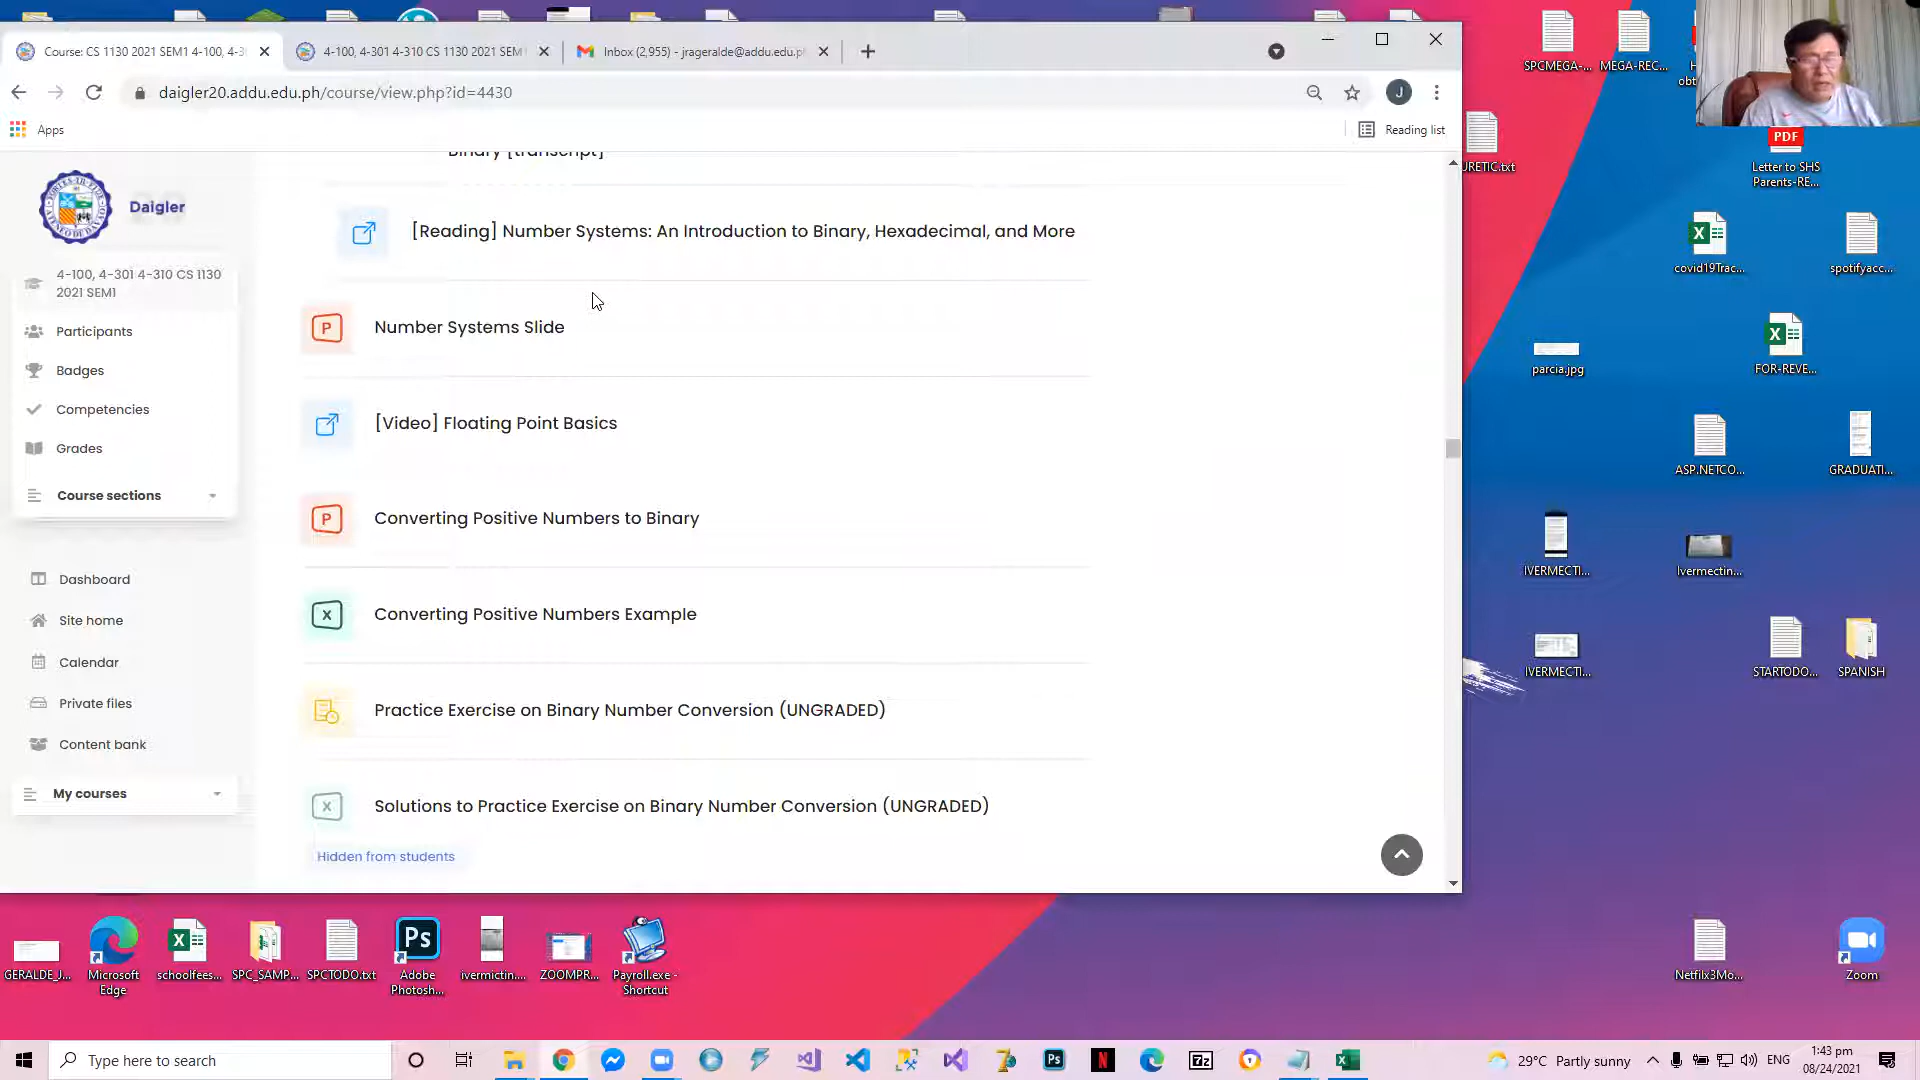 Course: CS 1130 2021 SEM1 4-100, 4-3
4-100, 4-301 4-310 CS 1130 2021 SEM
Inbox (2,955) - jrageralde@addu.edu.p
daigler20.addu.edu.ph/course/view.php?id=4430
J
Apps
Reading list
Daigler
4-100, 4-301 4-310 CS 1130
2021 SEM1
Participants
Badges
Competencies
Grades
Course sections
Dashboard
Site home
Calendar
Private files
Content bank
My courses
Binary [transcript]
[Reading] Number Systems: An Introduction to Binary, Hexadecimal, and More
P
Number Systems Slide
[Video] Floating Point Basics
P
Converting Positive Numbers to Binary
X
Converting Positive Numbers Example
Practice Exercise on Binary Number Conversion (UNGRADED)
X
Solutions to Practice Exercise on Binary Number Conversion (UNGRADED)
Hidden from students
SPCMEGA-...
MEGA-REC...
URETIC.txt
PDF
Letter to SHS
Parents-RE...
covid19Trac...
spotifyacc...
parcia.jpg
FOR-REVE...
ASP.NETCO...
GRADUATI...
IVERMECTI...
Ivermectin...
IVERMECTI...
STARTODO...
SPANISH
Netfilx3Mo...
Zoom
GERALDE_J...
Microsoft
Edge
schoolfees...
SPC_SAMP...
SPCTODO.txt
Ps
Adobe
Photosh...
ivermictin...
ZOOMPR...
Payroll.exe -
Shortcut
Type here to search
Ps
N
7z
29°C Partly sunny
ENG
1:43 pm
08/24/2021